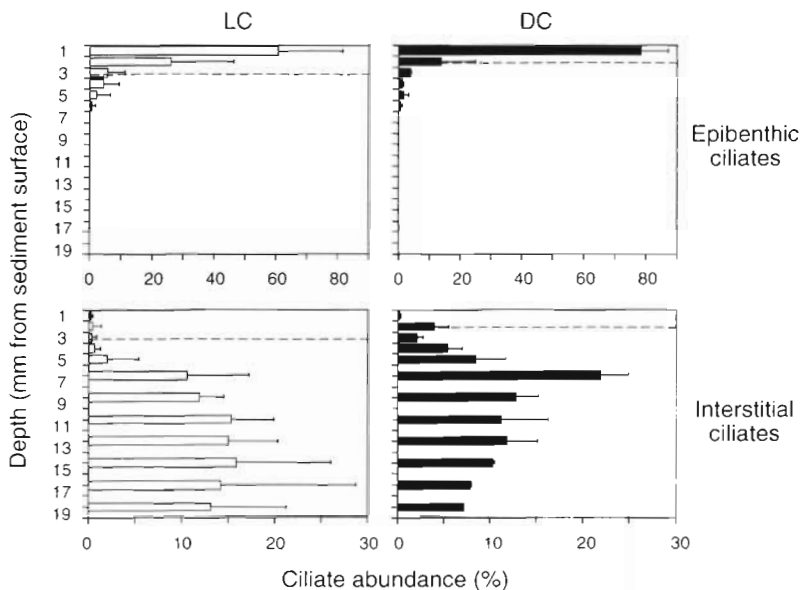 LC
DC
1
3
5
7
9
11
13
15
17
19
0 20 40 60 80
0 20 40 60 80
Epibenthic
ciliates
Depth (mm from sediment surface)
1
3
5
7
9
11
13
15
17
19
0 10 20 30
0 10 20 30
Interstitial
ciliates
Ciliate abundance (%)